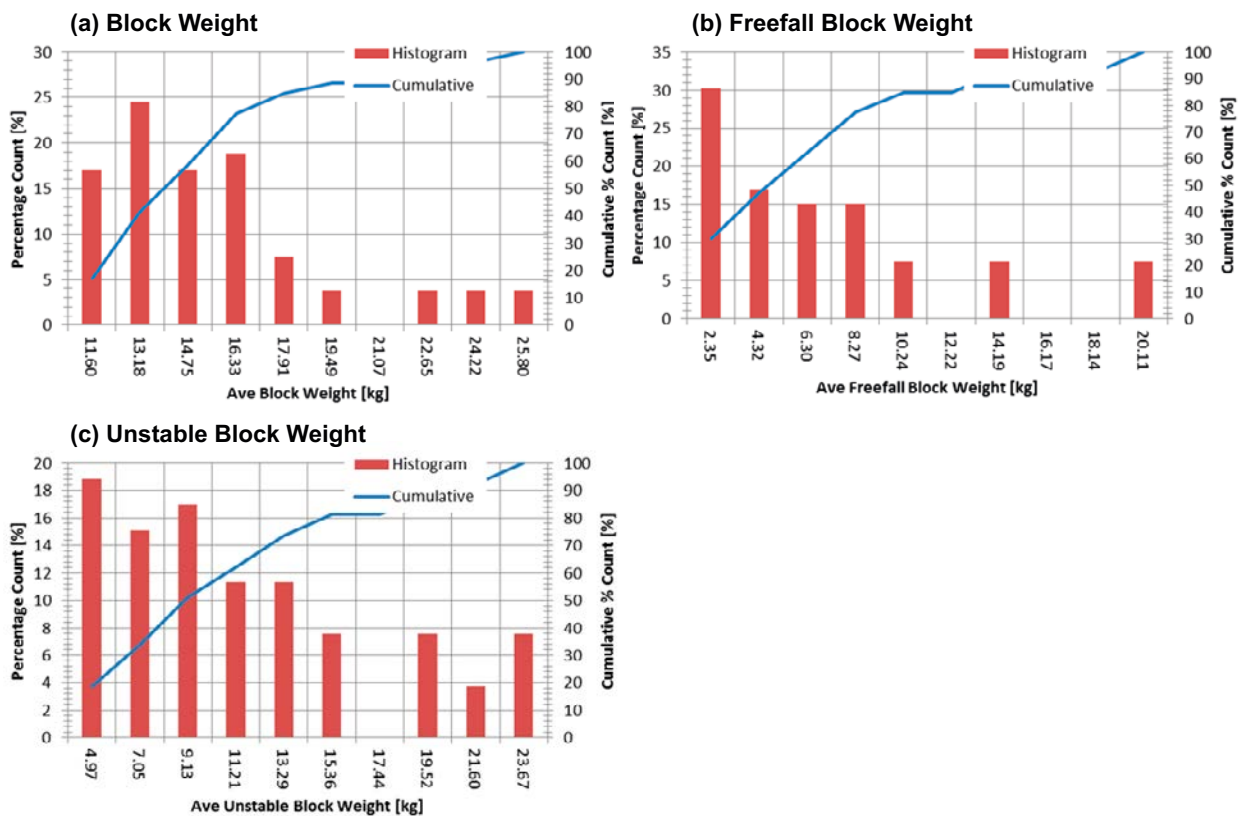 (a) Block Weight
Histogram
Cumulative
30
25
20
15
10
5
0
Percentage Count [%]
100
90
80
70
60
50
40
30
20
10
0
Cumulative % Count [%]
11.60 13.18 14.75 16.33 17.91 19.49 21.07 22.65 24.22 25.80
Ave Block Weight [kg]
(b) Freefall Block Weight
Histogram
Cumulative
35
30
25
20
15
10
5
0
Percentage Count [%]
100
90
80
70
60
50
40
30
20
10
0
Cumulative % Count [%]
2.35 4.32 6.30 8.27 10.24 12.22 14.19 16.17 18.14 20.11
Ave Freefall Block Weight [kg]
(c) Unstable Block Weight
Histogram
Cumulative
20
18
16
14
12
10
8
6
4
2
0
Percentage Count [%]
100
90
80
70
60
50
40
30
20
10
0
Cumulative % Count [%]
4.97 7.05 9.13 11.21 13.29 15.36 17.44 19.52 21.60 23.67
Ave Unstable Block Weight [kg]